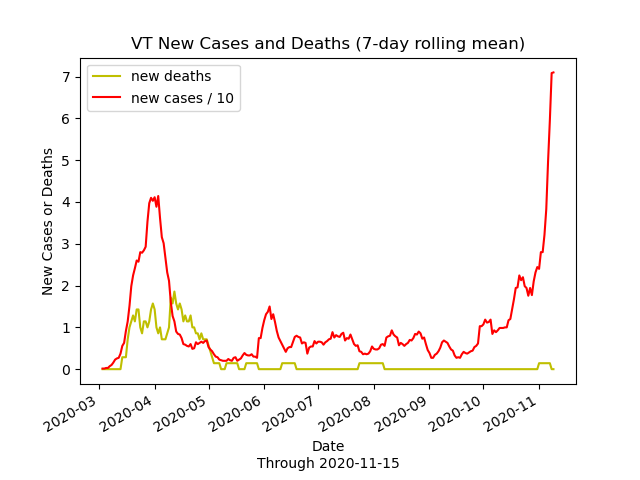 VT New Cases and Deaths (7-day rolling mean)
new deaths
new cases / 10
7
6
5
4
3
2
1
0
New Cases or Deaths
2020-03
2020-04
2020-05
2020-06
2020-07
2020-08
2020-09
2020-10
2020-11
Date
Through 2020-11-15